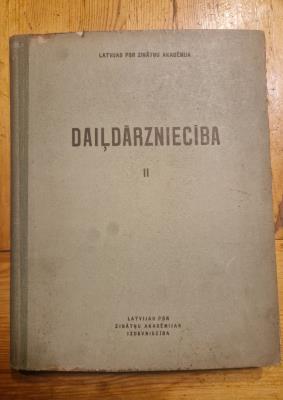 LATVIJAS PSR ZINĀTŅU AKADĒMIJA
DAIĻDĀRZNIECĪBA
II
LATVIJAS PSR
ZINĀTŅU AKADĒMIJAS
IZDEVNIECĪBA